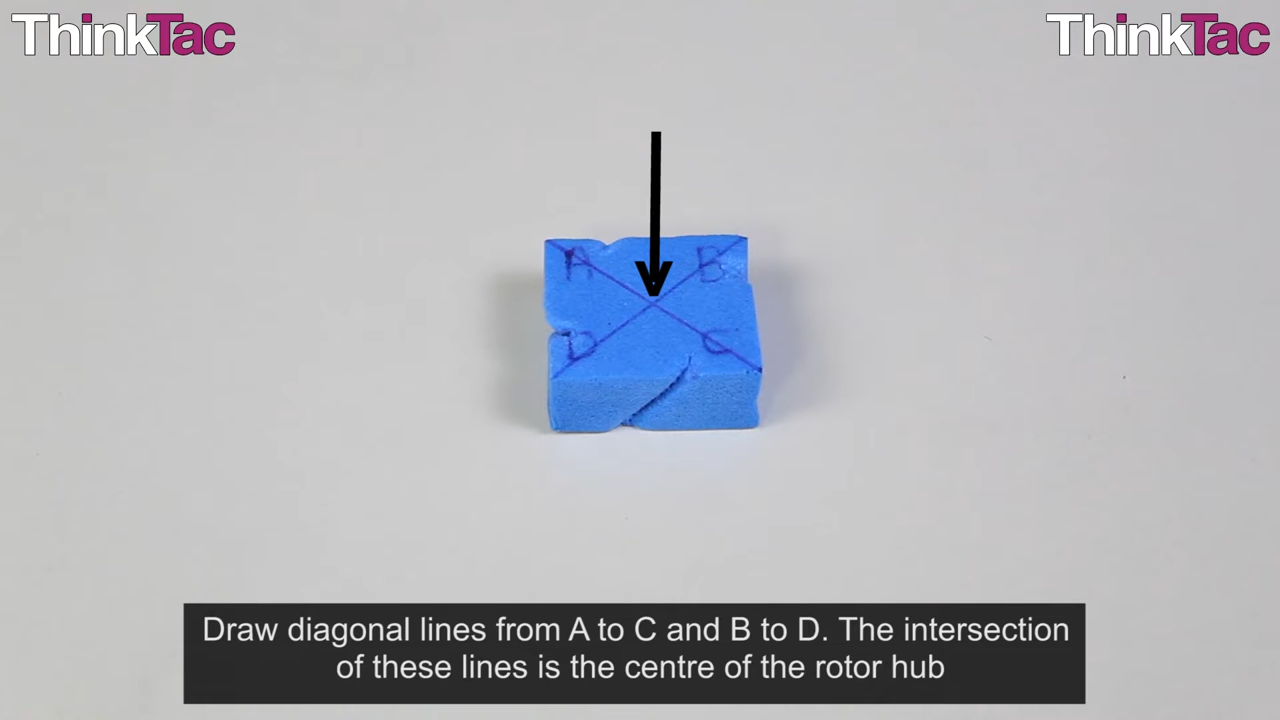 ThinkTac
ThinkTac
A
B
D
C
Draw diagonal lines from A to C and B to D. The intersection
of these lines is the centre of the rotor hub